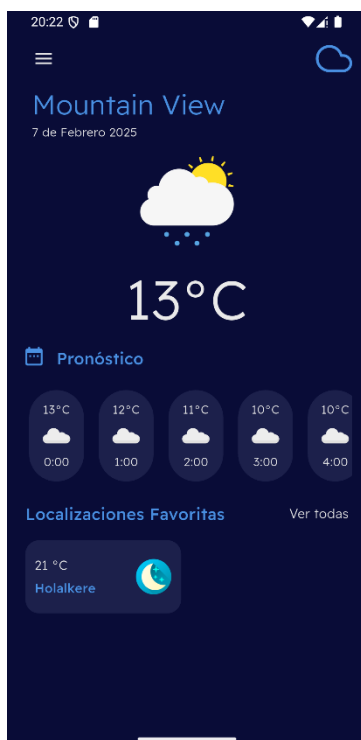 20:22
Mountain View
7 de Febrero 2025
13°C
Pronóstico
13°C 12°C 11°C 10°C 10°C
0:00 1:00 2:00 3:00 4:00
Localizaciones Favoritas Ver todas
21 °C
Holalkere